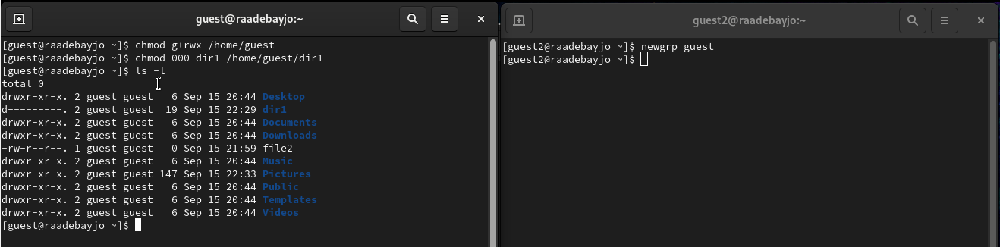 guest@raadebayjo:~
[guest@raadebayjo ~]$ chmod g+rwx /home/guest
[guest@raadebayjo ~]$ chmod 000 dir1 /home/guest/dir1
[guest@raadebayjo ~]$ ls -l
total 0
drwxr-xr-x. 2 guest guest   6 Sep 15 20:44 Desktop
d---------. 2 guest guest  19 Sep 15 22:29 dir1
drwxr-xr-x. 2 guest guest   6 Sep 15 20:44 Documents
drwxr-xr-x. 2 guest guest   6 Sep 15 20:44 Downloads
-rw-r--r--. 1 guest guest   0 Sep 15 21:59 file2
drwxr-xr-x. 2 guest guest   6 Sep 15 20:44 Music
drwxr-xr-x. 2 guest guest 147 Sep 15 22:33 Pictures
drwxr-xr-x. 2 guest guest   6 Sep 15 20:44 Public
drwxr-xr-x. 2 guest guest   6 Sep 15 20:44 Templates
drwxr-xr-x. 2 guest guest   6 Sep 15 20:44 Videos
[guest@raadebayjo ~]$
guest2@raadebayjo:~
[guest2@raadebayjo ~]$ newgrp guest
[guest2@raadebayjo ~]$